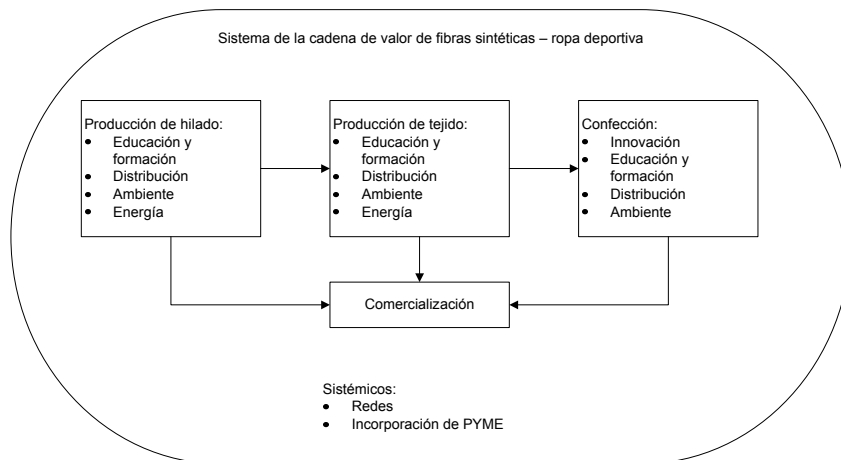 Sistema de la cadena de valor de fibras sintéticas – ropa deportiva
Producción de hilado:
• Educación y
formación
• Distribución
• Ambiente
• Energía
Producción de tejido:
• Educación y
formación
• Distribución
• Ambiente
• Energía
Confección:
• Innovación
• Educación y
formación
• Distribución
• Ambiente
Comercialización
Sistémicos:
• Redes
• Incorporación de PYME